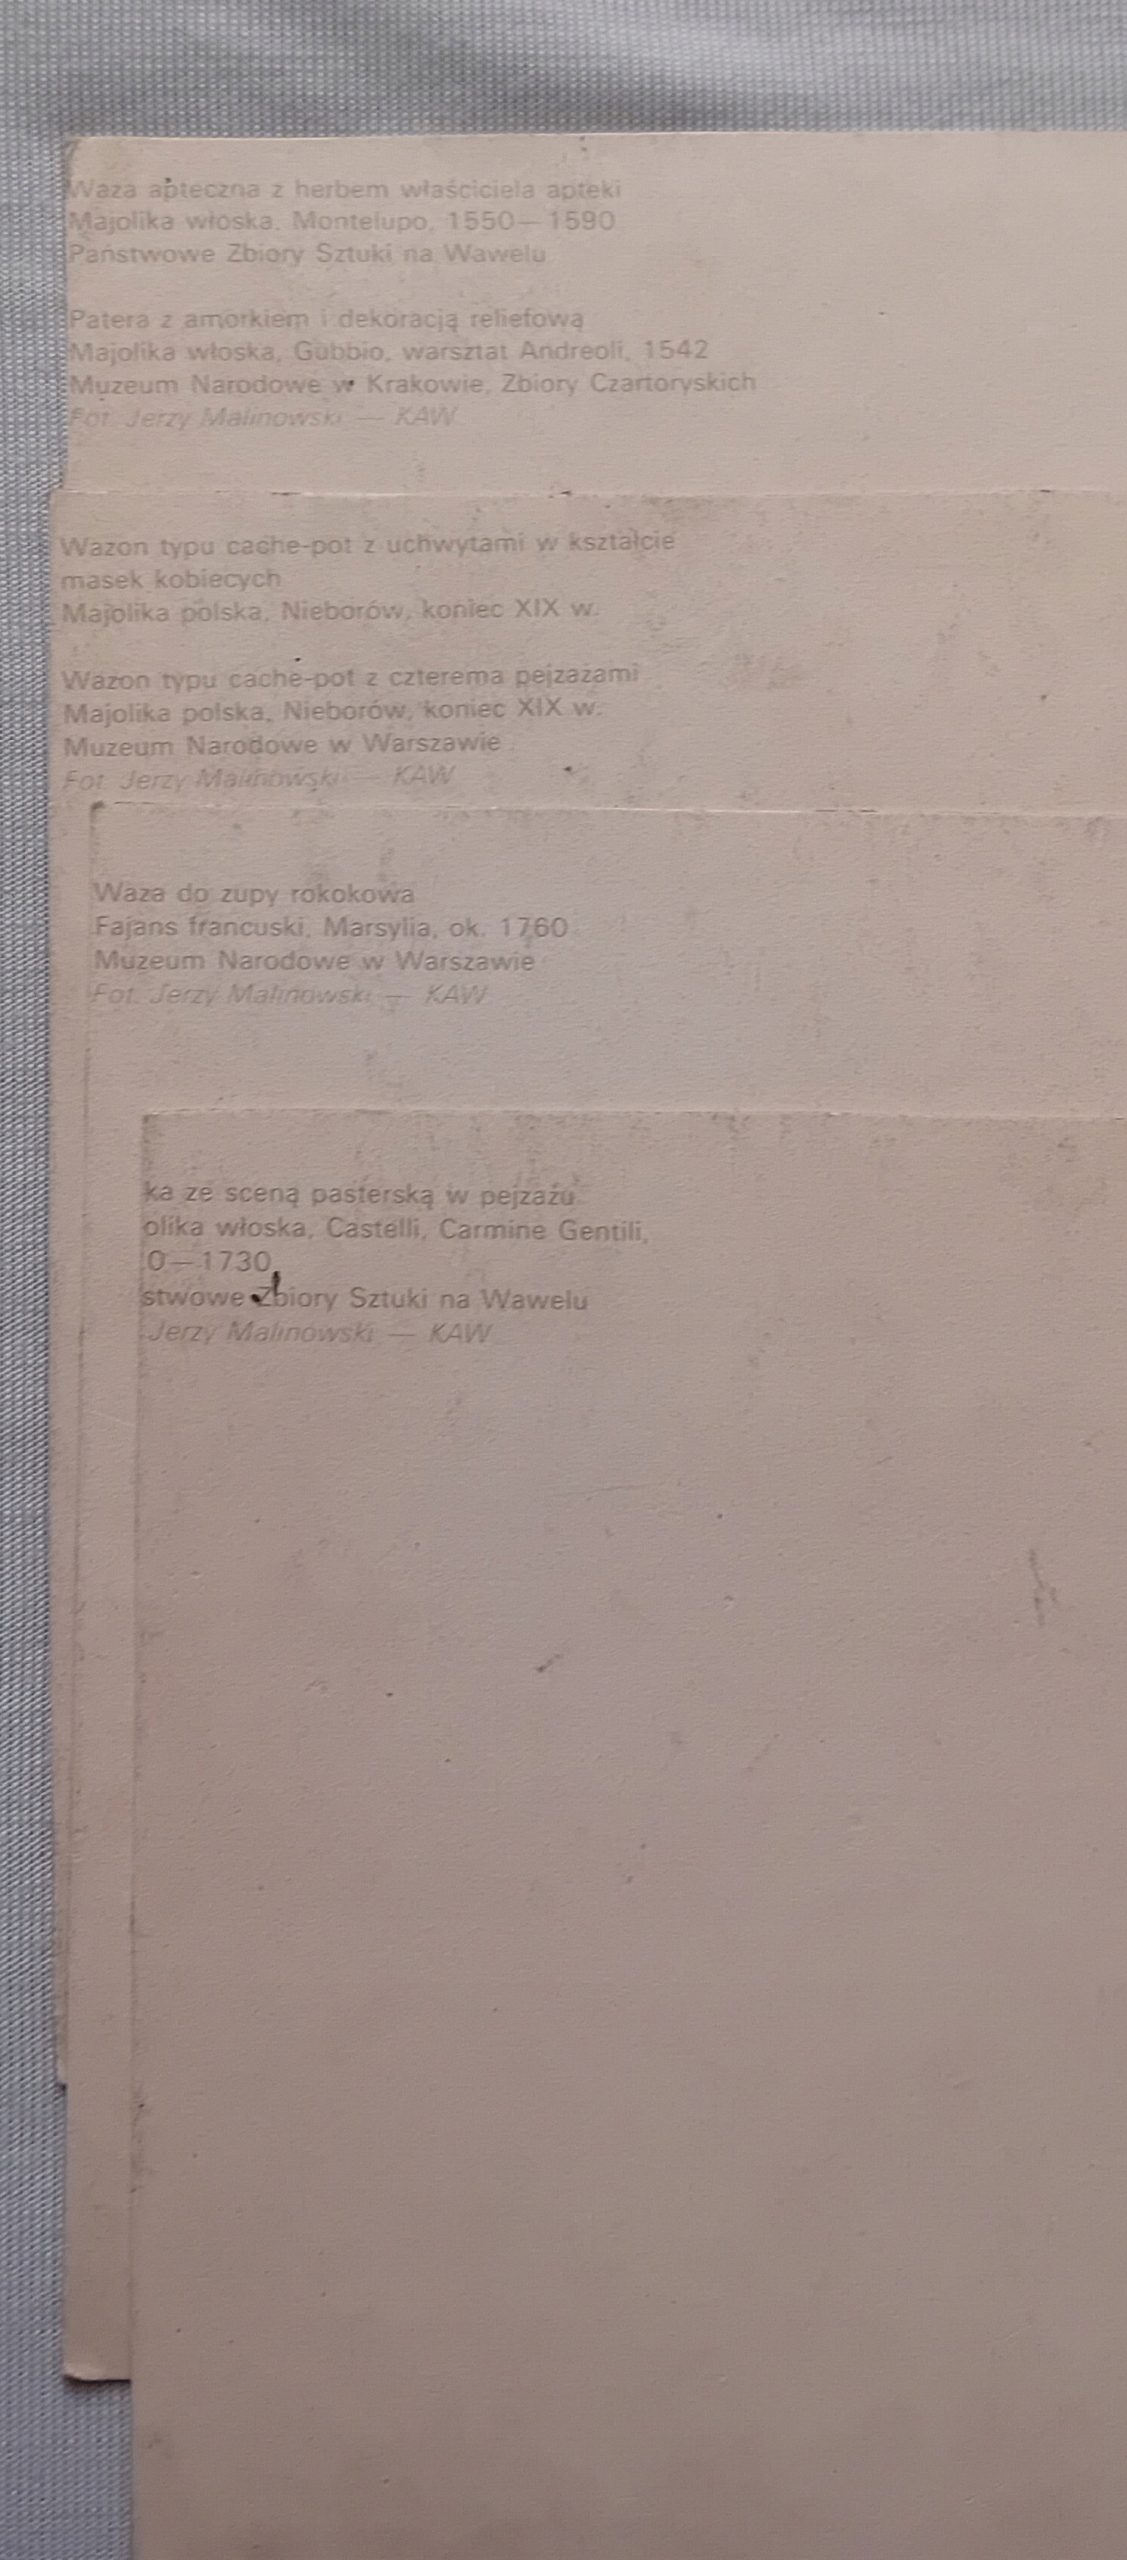 Waza apteczna z herbem właściciela apteki
Majolika włoska, Montelupo, 1550—1590
Państwowe Zbiory Sztuki na Wawelu
Patera z amorkiem i dekoracją reliefową
Majolika włoska, Gubbio, warsztat Andreoli, 1542
Muzeum Narodowe w Krakowie, Zbiory Czartoryskich
Fot. Jerzy Malinowski — KAW
Wazon typu cache-pot z uchwytami w kształcie
masek kobiecych
Majolika polska, Nieborów, koniec XIX w.
Wazon typu cache-pot z czterema pejzażami
Majolika polska, Nieborów, koniec XIX w.
Muzeum Narodowe w Warszawie
Fot. Jerzy Malinowski — KAW
Waza do zupy rokokowa
Fajans francuski, Marsylia, ok. 1760
Muzeum Narodowe w Warszawie
Fot. Jerzy Malinowski — KAW
ka ze sceną pasterską w pejzażu
olika włoska, Castelli, Carmine Gentili,
0—1730
stwowe Zbiory Sztuki na Wawelu
Jerzy Malinowski — KAW